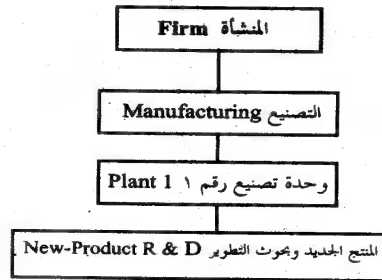 المنشأة Firm
التصنيع Manufacturing
وحدة تصنيع رقم ١ Plant 1
المنتج الجديد وبحوث التطوير New-Product R & D